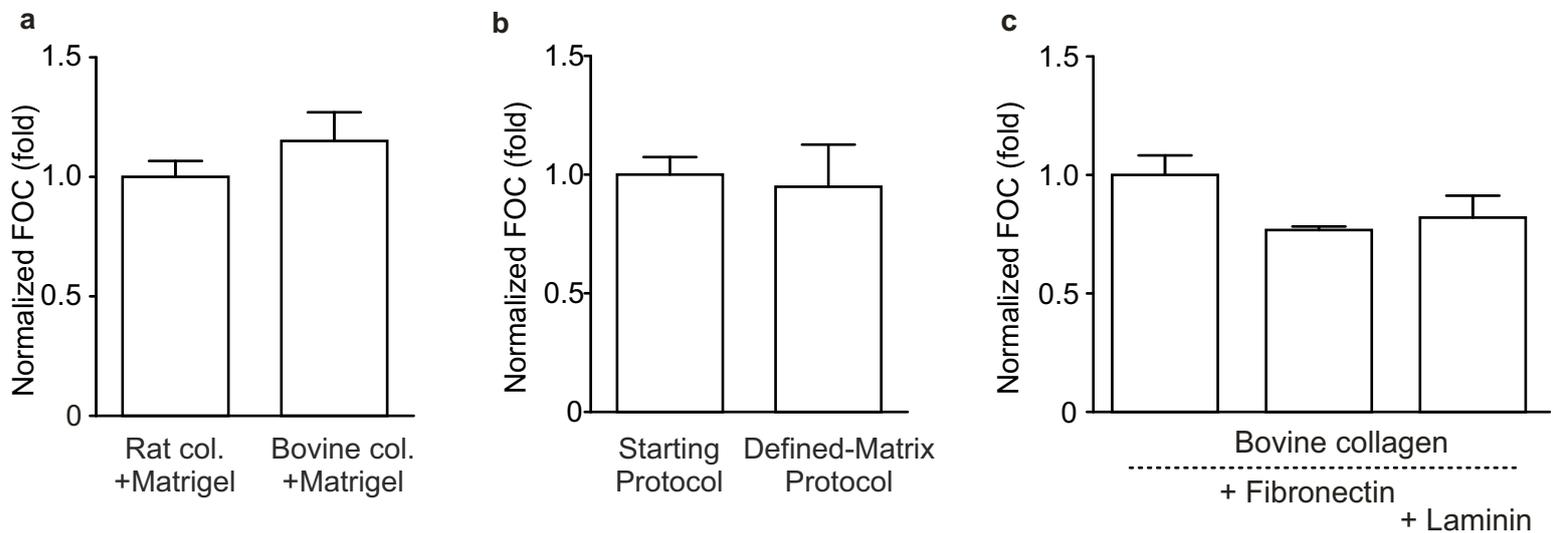 a
Normalized FOC (fold)
1.5
1.0
0.5
0
Rat col.
+Matrigel
Bovine col.
+Matrigel
b
Normalized FOC (fold)
1.5
1.0
0.5
0
Starting
Protocol
Defined-Matrix
Protocol
c
Normalized FOC (fold)
1.5
1.0
0.5
0
Bovine collagen
+ Fibronectin
+ Laminin